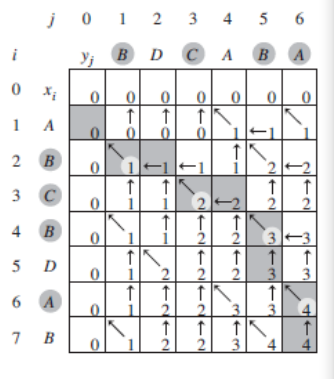 j 0 1 2 3 4 5 6
i y_j B D C A B A
0 x_i 0 0 0 0 0 0 0
1 A 0 ↑0 ↑0 ↑0 ↖1 ←1 ↖1
2 B 0 ↖1 ←1 ←1 ↑1 ↖2 ←2
3 C 0 ↑1 ↑1 ↖2 ←2 ↑2 ↑2
4 B 0 ↖1 ↑1 ↑2 ↑2 ↖3 ←3
5 D 0 ↑1 ↖2 ↑2 ↑2 ↑3 ↑3
6 A 0 ↑1 ↑2 ↑2 ↖3 ↑3 ↖4
7 B 0 ↖1 ↑2 ↑2 ↑3 ↖4 ↑4